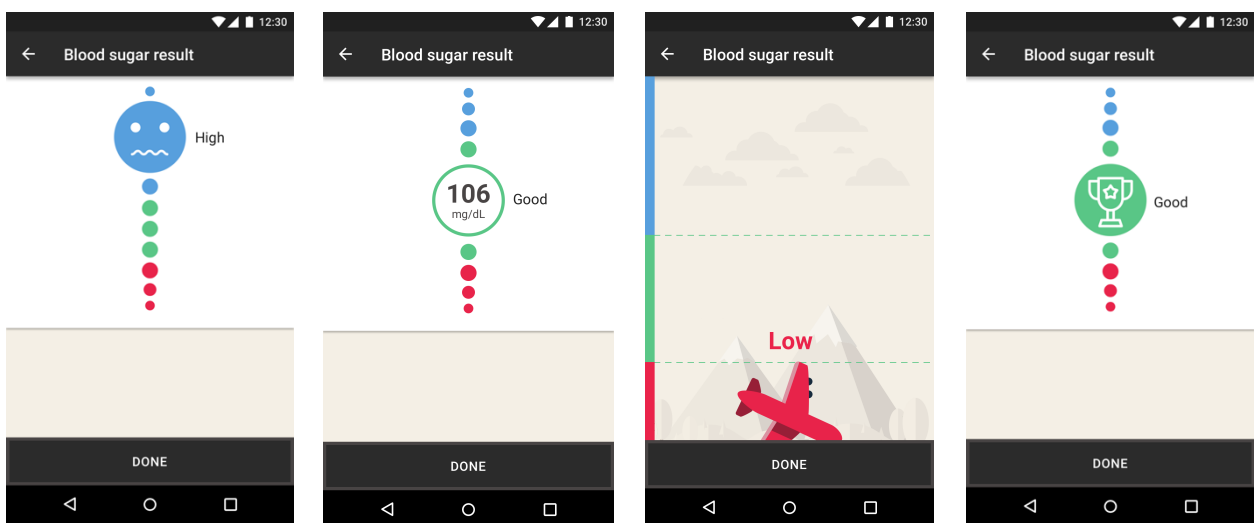 12:30
Blood sugar result
High
DONE
12:30
Blood sugar result
106
mg/dL
Good
DONE
12:30
Blood sugar result
Low
DONE
12:30
Blood sugar result
Good
DONE